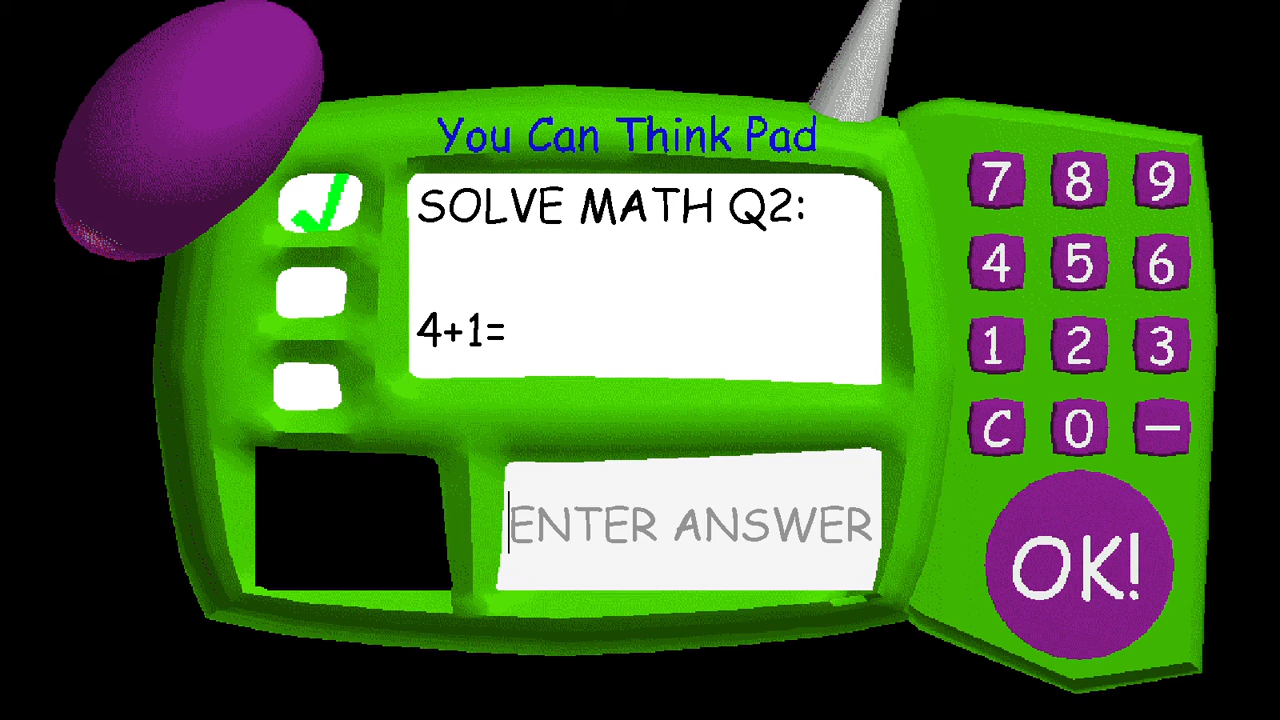 You Can Think Pad
SOLVE MATH Q2:
4+1=
ENTER ANSWER
7 8 9
4 5 6
1 2 3
C 0 —
OK!